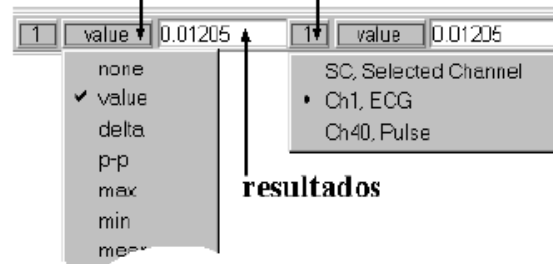 1 value 0.01205 1 value 0.01205
none
✔ value
delta
p-p
max
min
SC, Selected Channel
• Ch1, ECG
Ch40, Pulse
resultados